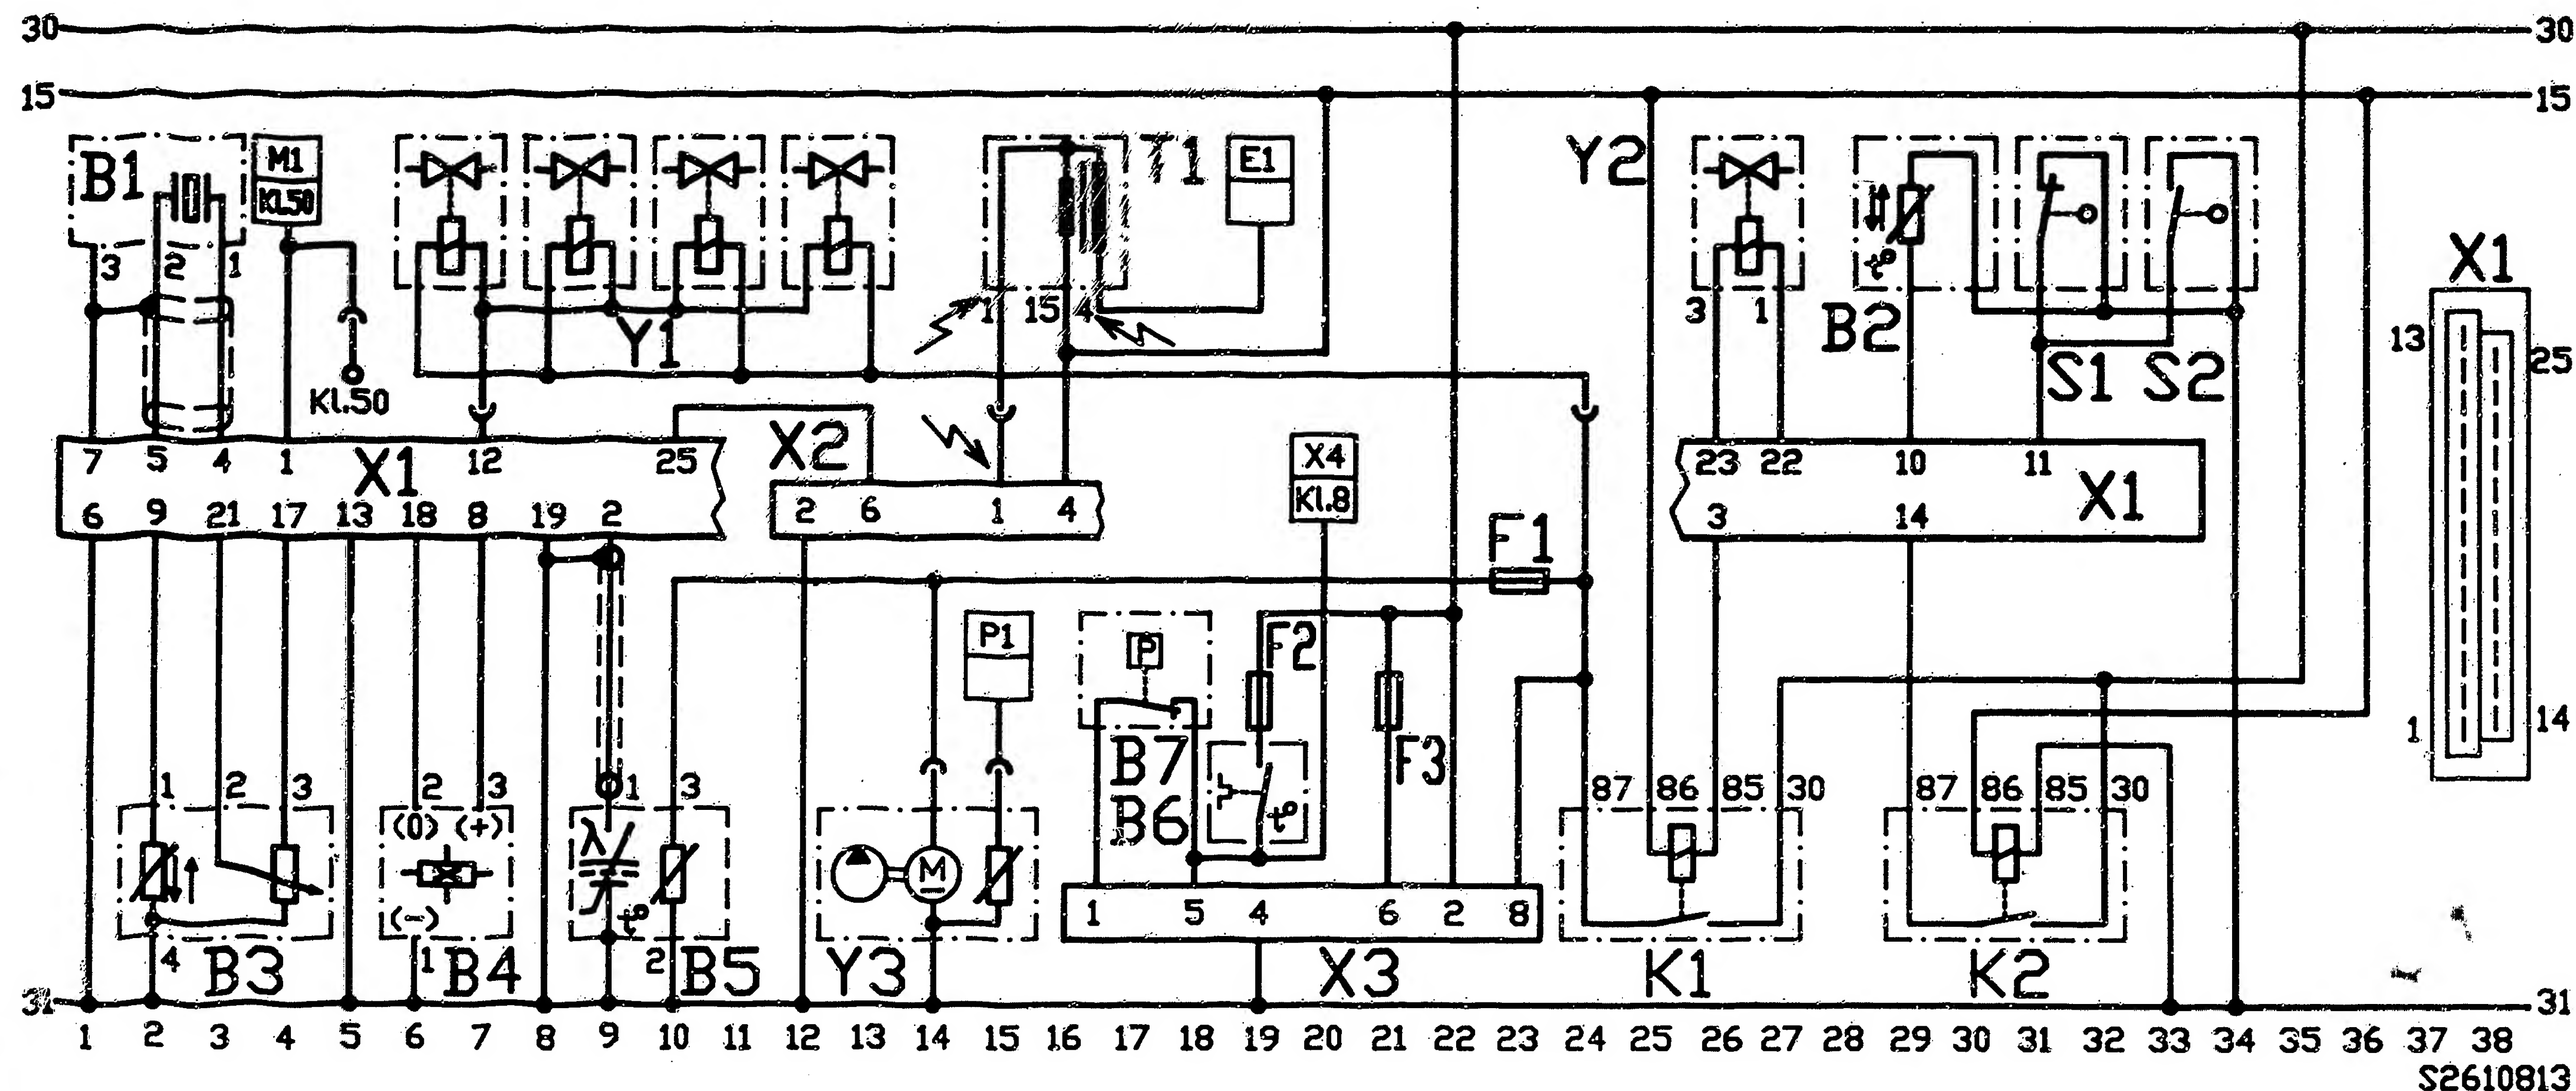 30 30
15 15
B1 M1 T1 E1 Y2
Kl.50
X1
3 2 1 1 15 4 3 1 B2
13
Y1 S1 S2 25
Kl.50
X2
7 5 4 1 X1 12 25 X4 23 22 10 11 X1
6 9 21 17 13 18 8 19 2 2 6 1 4 Kl.8 3 14
F1
P1
P F2
1 14
B7 F3
1 2 3 2 3 1 3 87 86 85 30 87 86 85 30
(0) (+) λ B6 t°
M
(-) t° 1 5 4 6 2 8
4 B3 1 B4 2 B5 Y3 X3 K1 K2
31 31
1 2 3 4 5 6 7 8 9 10 11 12 13 14 15 16 17 18 19 20 21 22 23 24 25 26 27 28 29 30 31 32 33 34 35 36 37 38
S2610813
t°